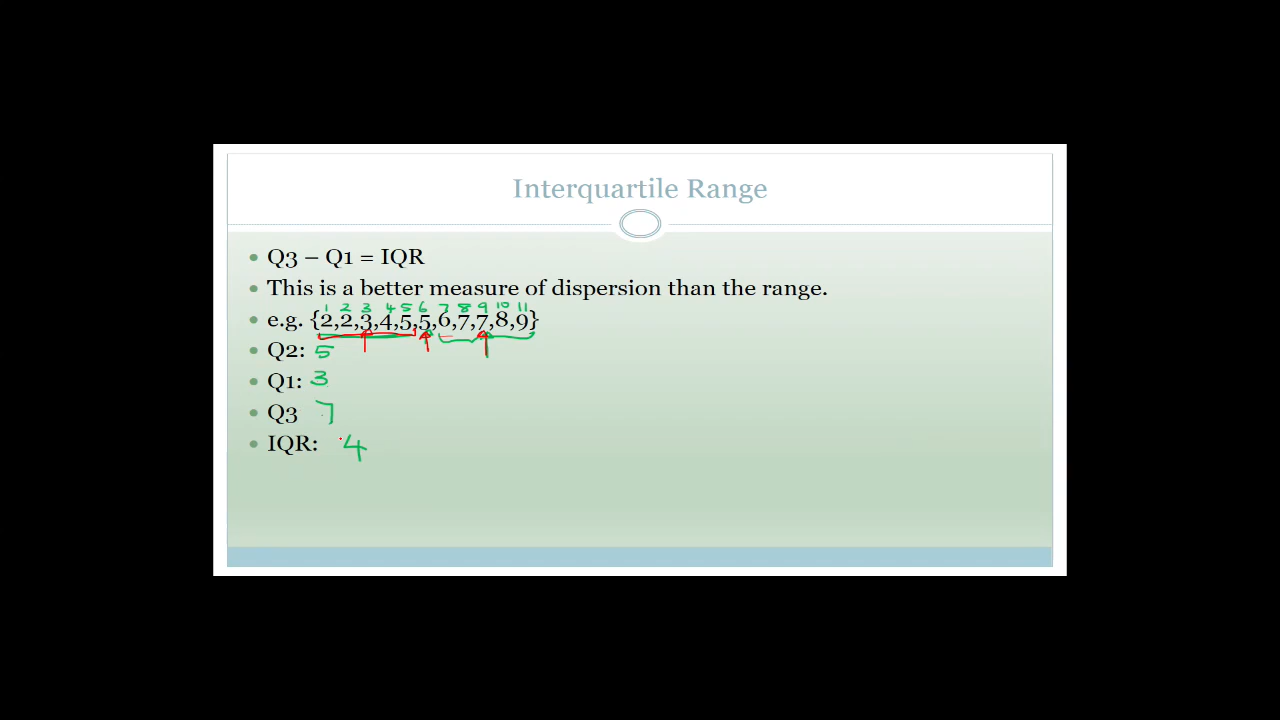 Interquartile Range
Q3 – Q1 = IQR
This is a better measure of dispersion than the range.
1 2 3 4 5 6 7 8 9 10 11
e.g. {2,2,3,4,5,5,6,7,7,8,9}
Q2: 5
Q1: 3
Q3 7
IQR: 4